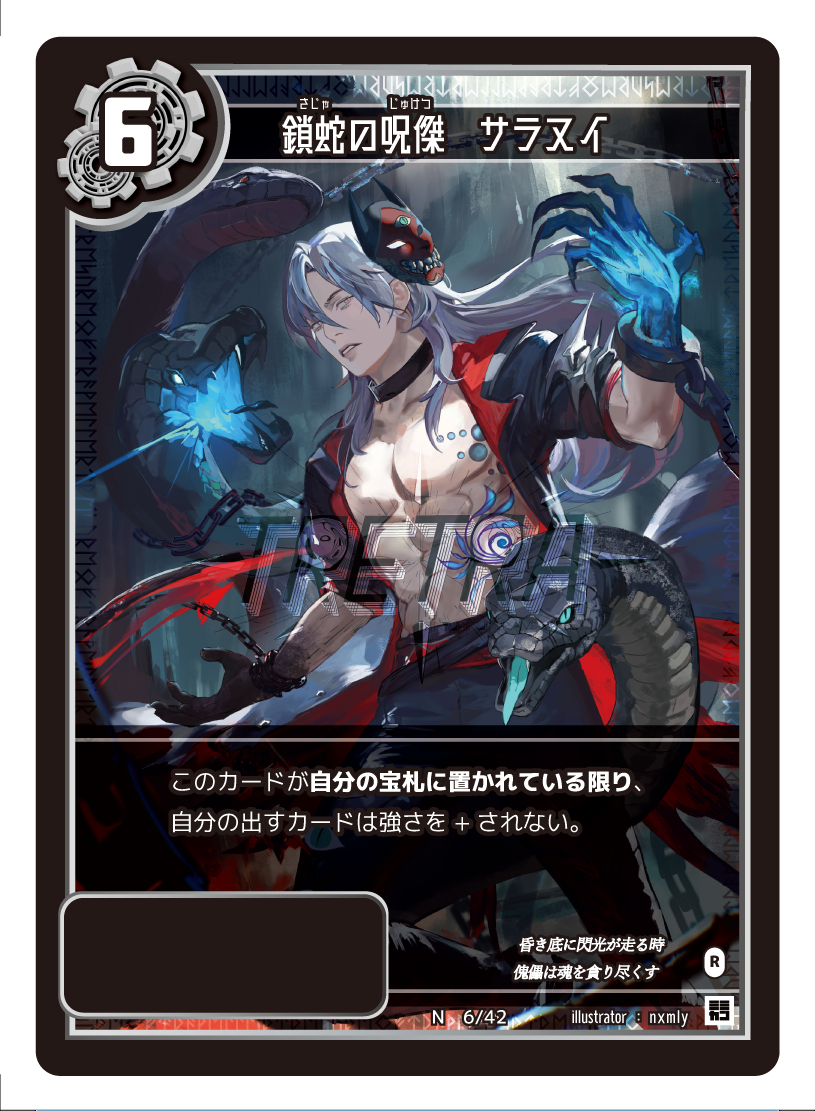 6
さじゃ じゅけつ
鎖蛇の呪傑 サラヌイ
TRETRA
このカードが自分の宝札に置かれている限り、
自分の出すカードは強さを＋されない。
昏き底に閃光が走る時
傀儡は魂を貪り尽くす
R
N 6/42 illustrator : nxmly